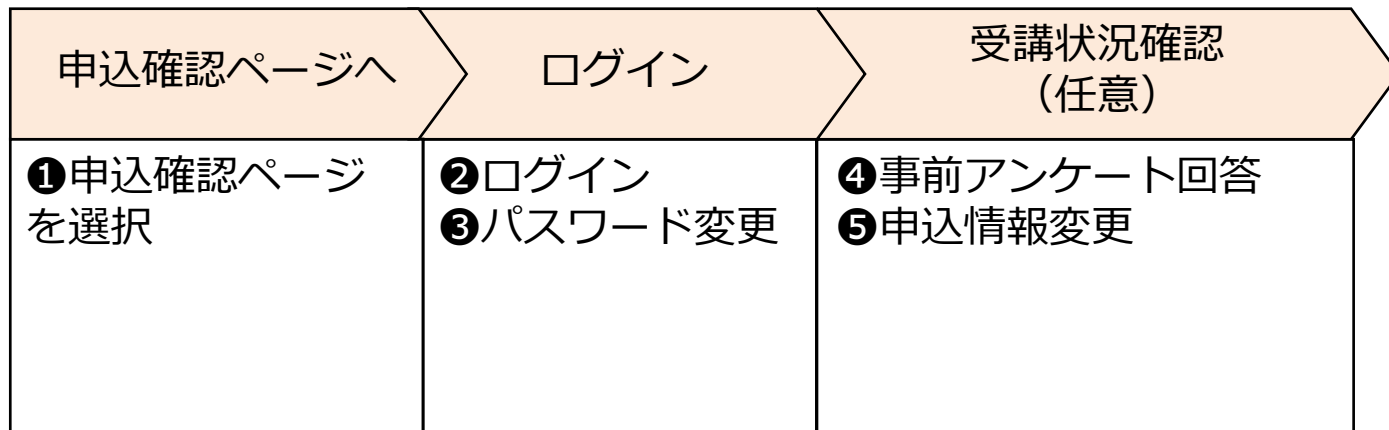 申込確認ページへ
ログイン
受講状況確認
（任意）
❶申込確認ページ
を選択
❷ログイン
❸パスワード変更
❹事前アンケート回答
❺申込情報変更